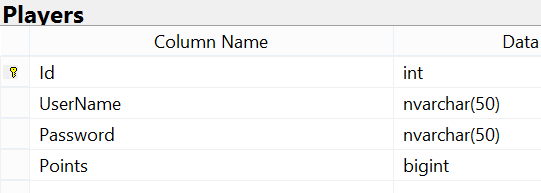 Players
Column Name Data
Id int
UserName nvarchar(50)
Password nvarchar(50)
Points bigint